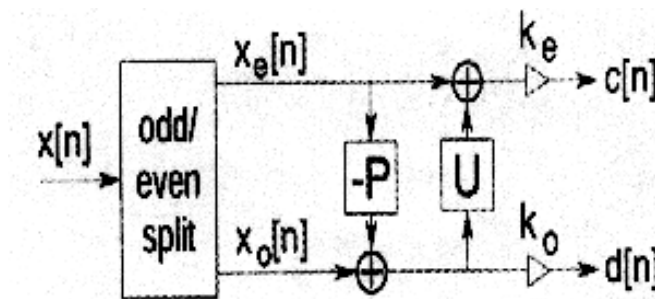 x[n]
odd/
even
split
xₑ[n]
xₒ[n]
-P
U
kₑ
kₒ
c[n]
d[n]